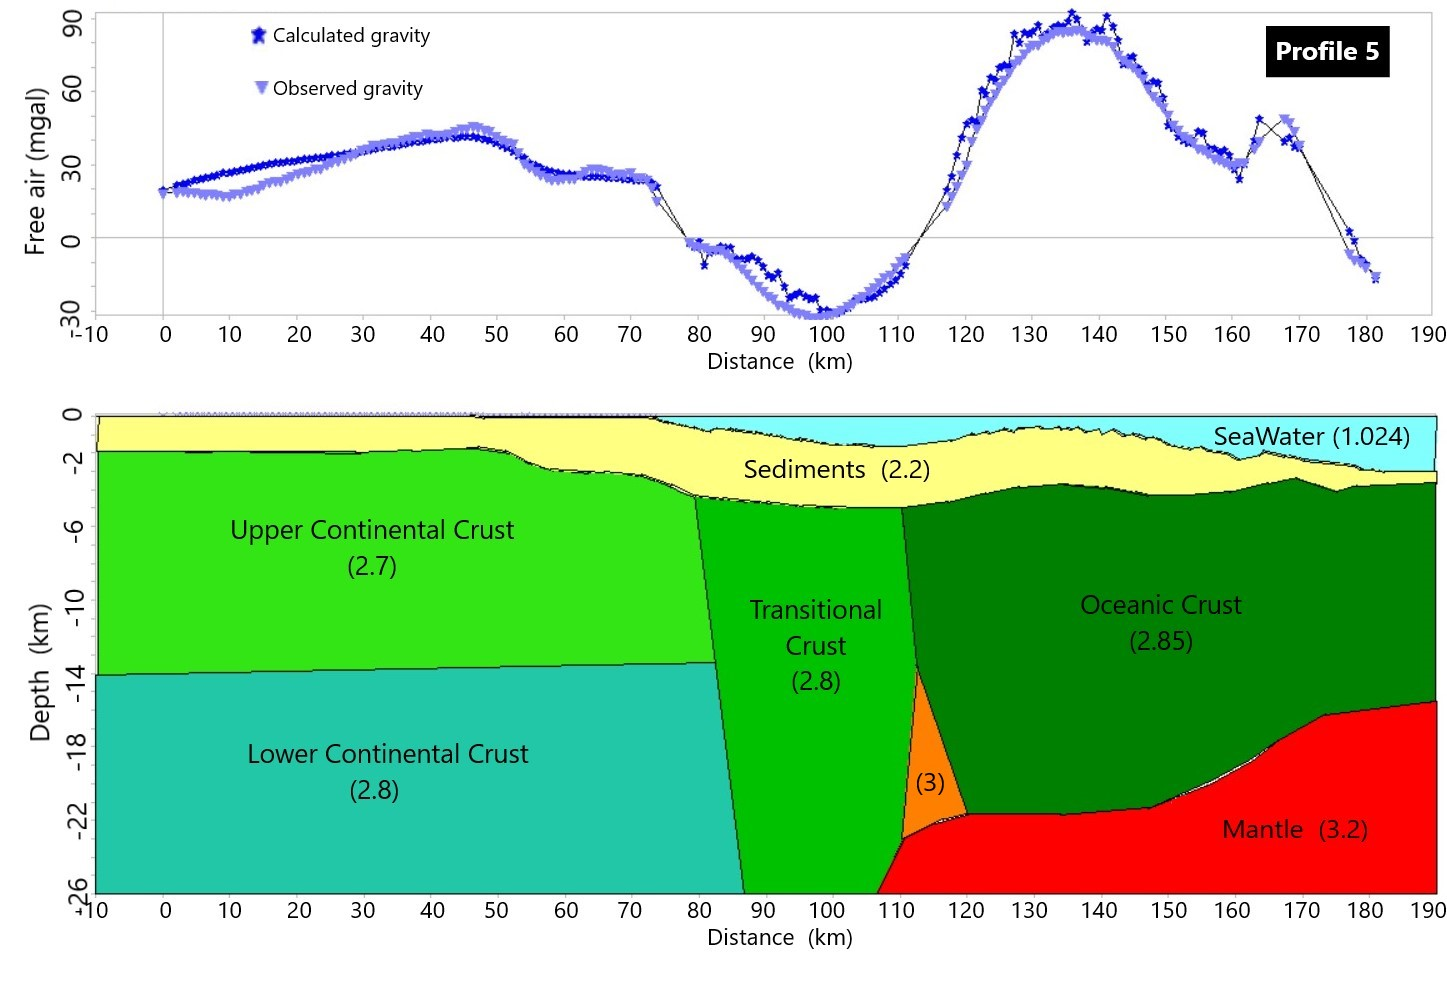 90
60
30
0
-30
Free air (mgal)
Calculated gravity
Observed gravity
Profile 5
-10 0 10 20 30 40 50 60 70 80 90 100 110 120 130 140 150 160 170 180 190
Distance (km)
0
-2
-6
-10
-14
-18
-22
-26
Depth (km)
SeaWater (1.024)
Sediments (2.2)
Upper Continental Crust
(2.7)
Transitional
Crust
(2.8)
Oceanic Crust
(2.85)
Lower Continental Crust
(2.8)
(3)
Mantle (3.2)
-10 0 10 20 30 40 50 60 70 80 90 100 110 120 130 140 150 160 170 180 190
Distance (km)